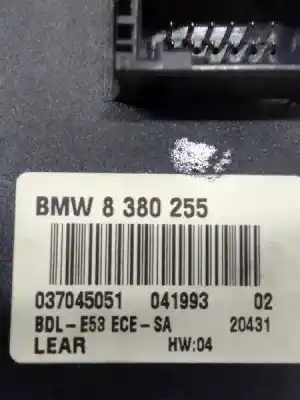 BMW 8 380 255
037045051 041993 02
BDL-E53 ECE-SA 20431
LEAR HW:04